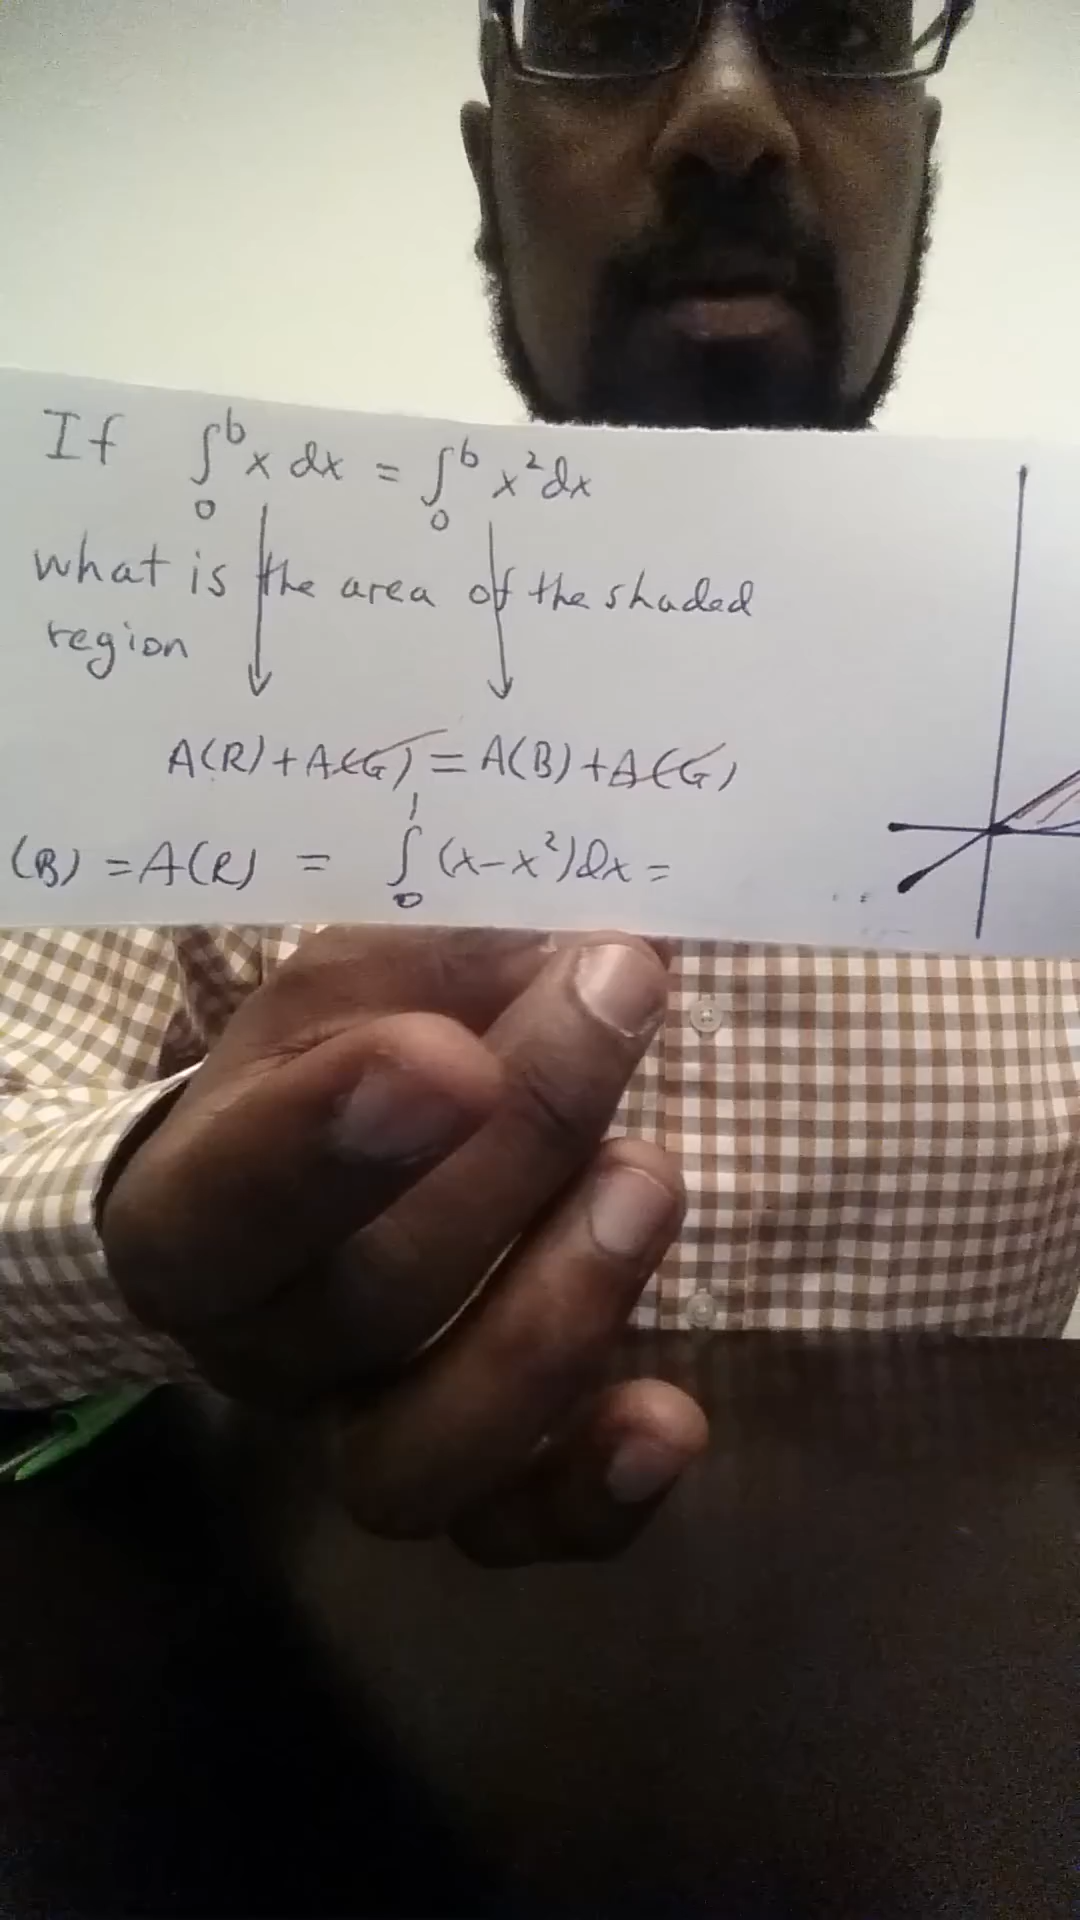 If ∫₀ᵇ x dx = ∫₀ᵇ x² dx
what is the area of the shaded
region
A(R) + A(G) = A(B) + A(G)
(B) = A(R) = ∫₀¹ (x-x²)dx =